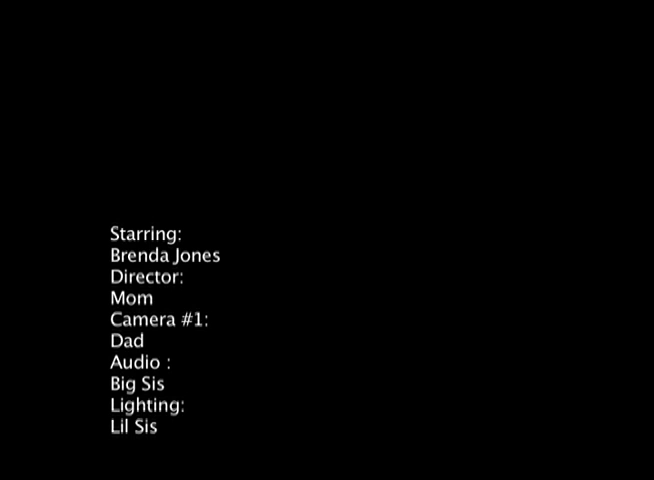 Starring:
Brenda Jones
Director:
Mom
Camera #1:
Dad
Audio :
Big Sis
Lighting:
Lil Sis